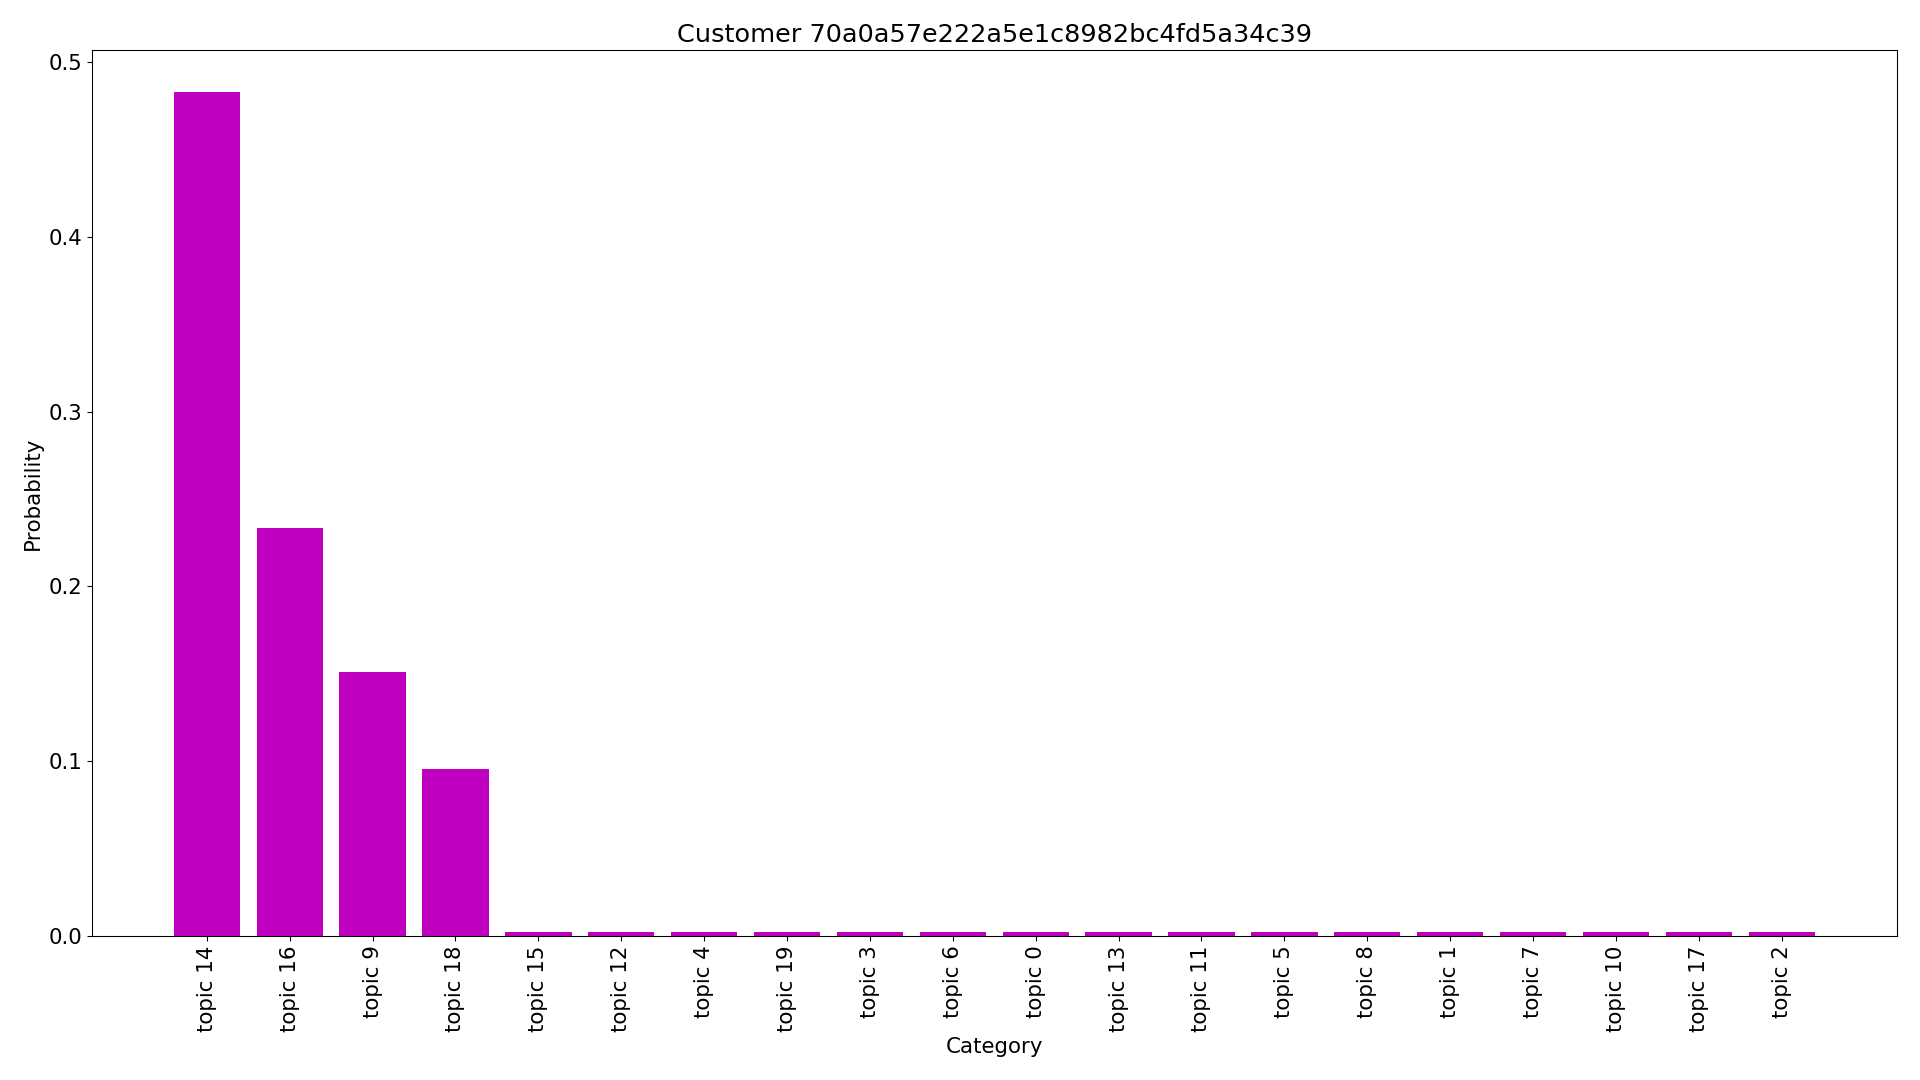 Customer 70a0a57e222a5e1c8982bc4fd5a34c39
0.5
0.4
0.3
0.2
0.1
0.0
Probability
topic 14
topic 16
topic 9
topic 18
topic 15
topic 12
topic 4
topic 19
topic 3
topic 6
topic 0
topic 13
topic 11
topic 5
topic 8
topic 1
topic 7
topic 10
topic 17
topic 2
Category